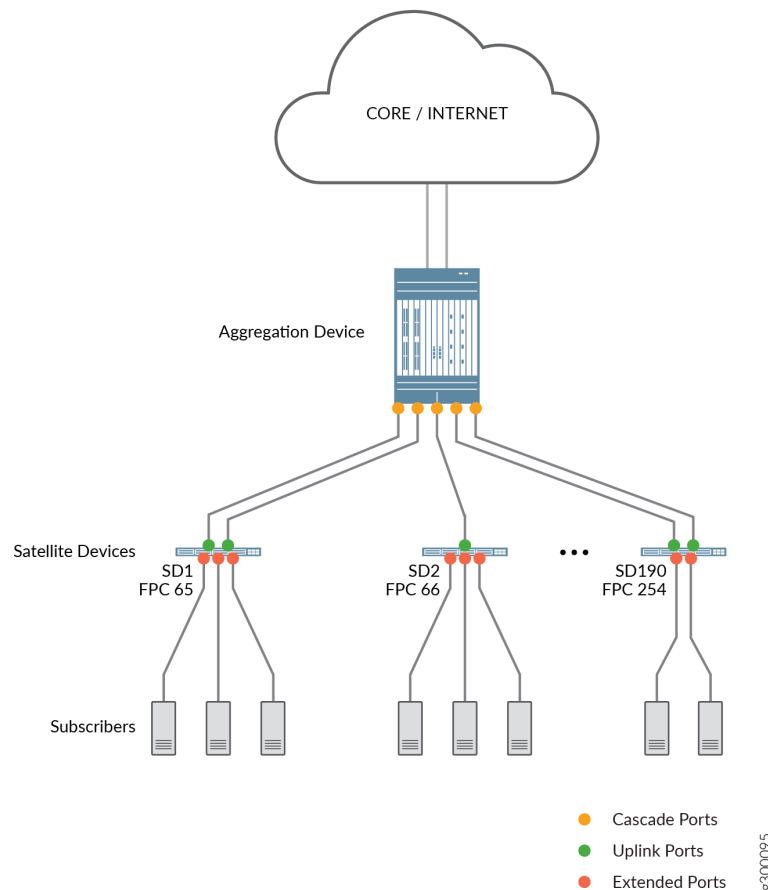 CORE / INTERNET
Aggregation Device
Satellite Devices
SD1
FPC 65
SD2
FPC 66
SD190
FPC 254
Subscribers
Cascade Ports
Uplink Ports
Extended Ports
g300095